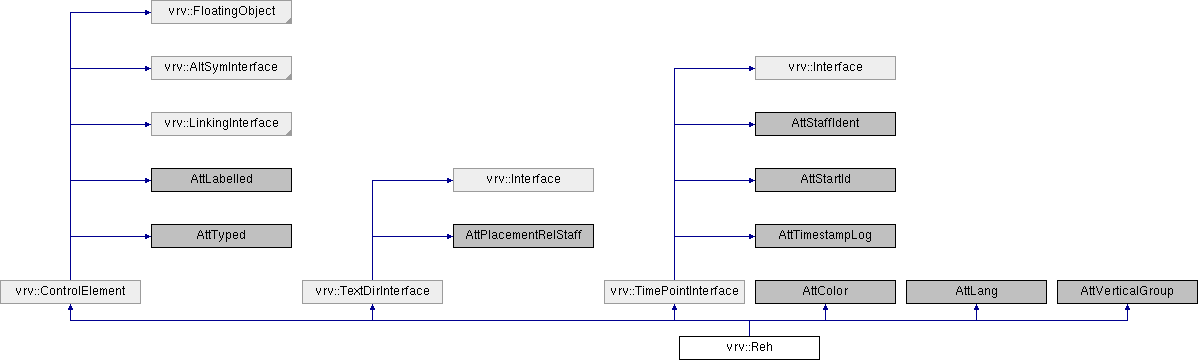 vrv::FloatingObject
vrv::AltSymInterface
vrv::Interface
vrv::LinkingInterface
AttStaffIdent
AttLabelled
vrv::Interface
AttStartId
AttTyped
AttPlacementRelStaff
AttTimestampLog
vrv::ControlElement
vrv::TextDirInterface
vrv::TimePointInterface
AttColor
AttLang
AttVerticalGroup
vrv::Reh